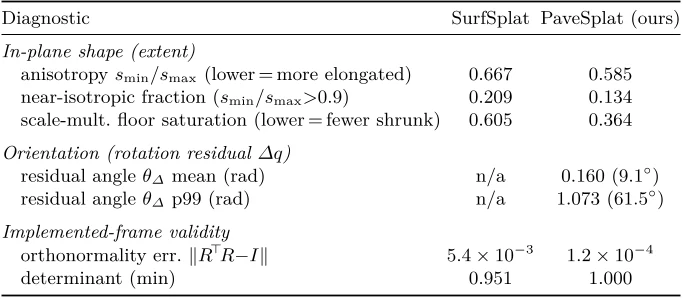 Diagnostic SurfSplat PaveSplat (ours)
In-plane shape (extent)
anisotropy s_min/s_max (lower = more elongated) 0.667 0.585
near-isotropic fraction (s_min/s_max>0.9) 0.209 0.134
scale-mult. floor saturation (lower = fewer shrunk) 0.605 0.364
Orientation (rotation residual Δq)
residual angle θ_Δ mean (rad) n/a 0.160 (9.1°)
residual angle θ_Δ p99 (rad) n/a 1.073 (61.5°)
Implemented-frame validity
orthonormality err. ‖R⊤R−I‖ 5.4 × 10⁻³ 1.2 × 10⁻⁴
determinant (min) 0.951 1.000